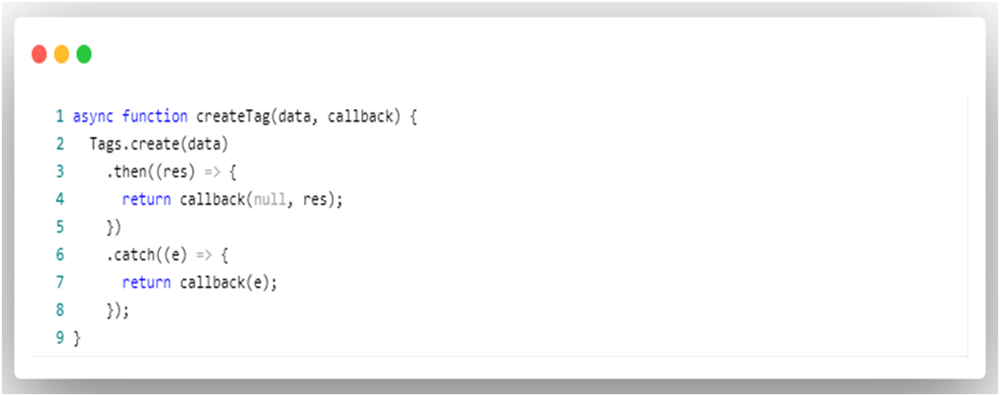 1 async function createTag(data, callback) {
2   Tags.create(data)
3     .then((res) => {
4       return callback(null, res);
5     })
6     .catch((e) => {
7       return callback(e);
8     });
9 }